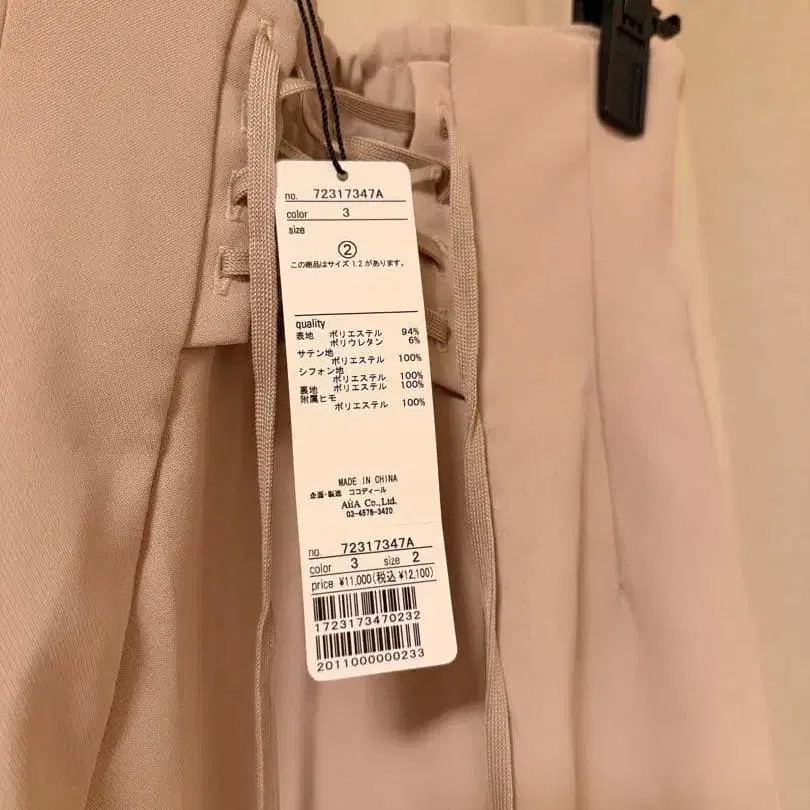 no. 72317347A
color 3
size
②
この商品はサイズ 1.2 があります。
quality
表地 ポリエステル 94%
ポリウレタン 6%
サテン地
ポリエステル 100%
シフォン地
ポリエステル 100%
裏地 ポリエステル 100%
附属ヒモ
ポリエステル 100%
MADE IN CHINA
企画・製造 ココディール
AiiA Co.,Ltd.
03-4578-3420
no. 72317347A
color 3 size 2
price ¥11,000(税込 ¥12,100)
1723173470232
2011000000233